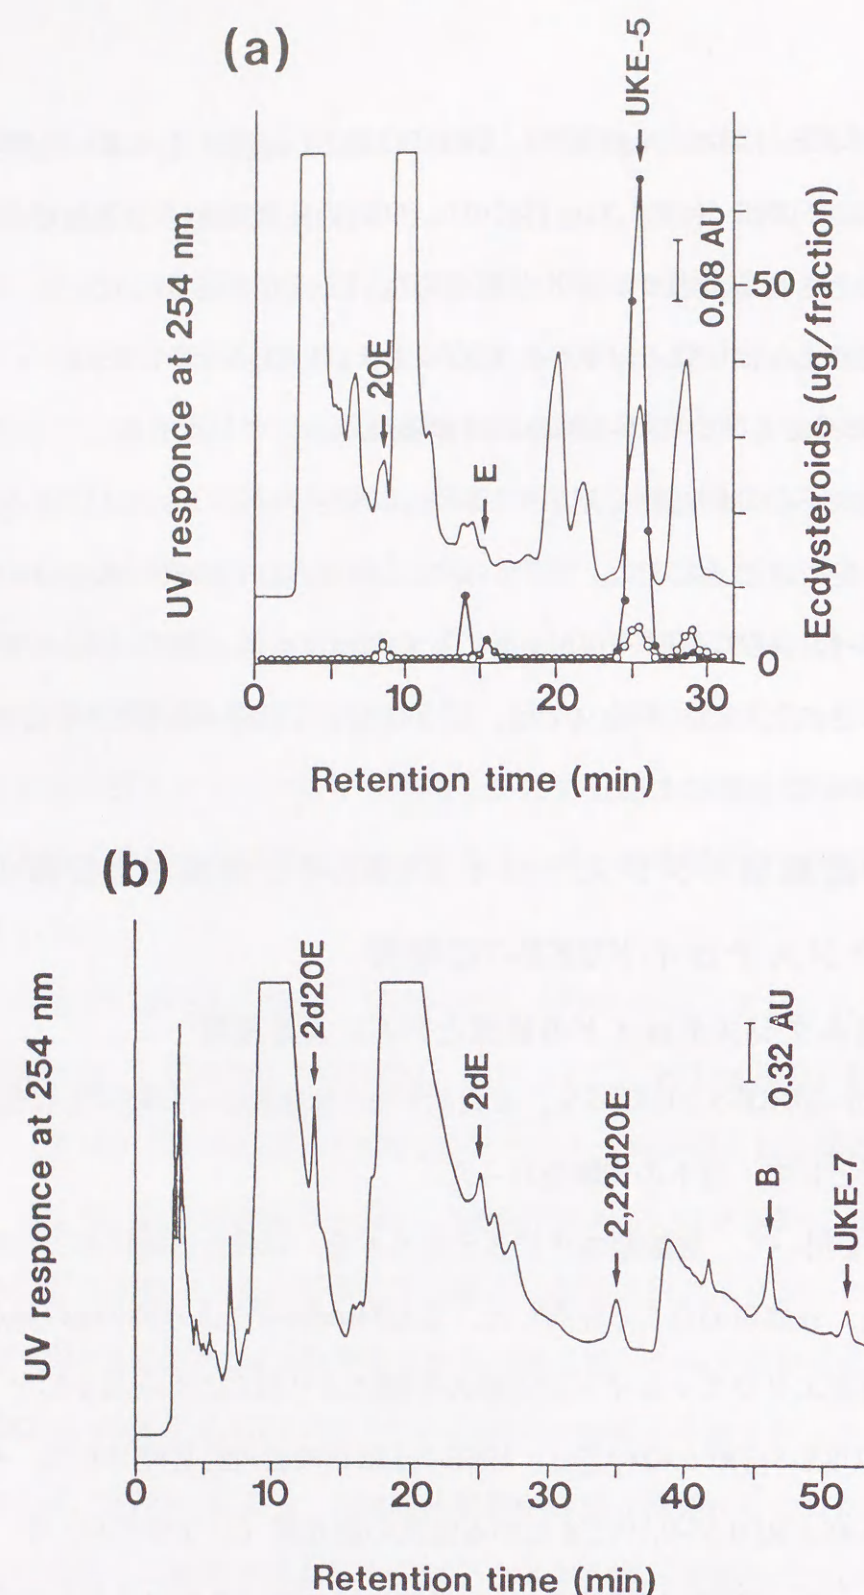 (a)
UV responce at 254 nm
20E
E
UKE-5
0.08 AU
50
0
Ecdysteroids (ug/fraction)
0 10 20 30
Retention time (min)
(b)
UV responce at 254 nm
2d20E
2dE
2,22d20E
B
UKE-7
0.32 AU
0 10 20 30 40 50
Retention time (min)